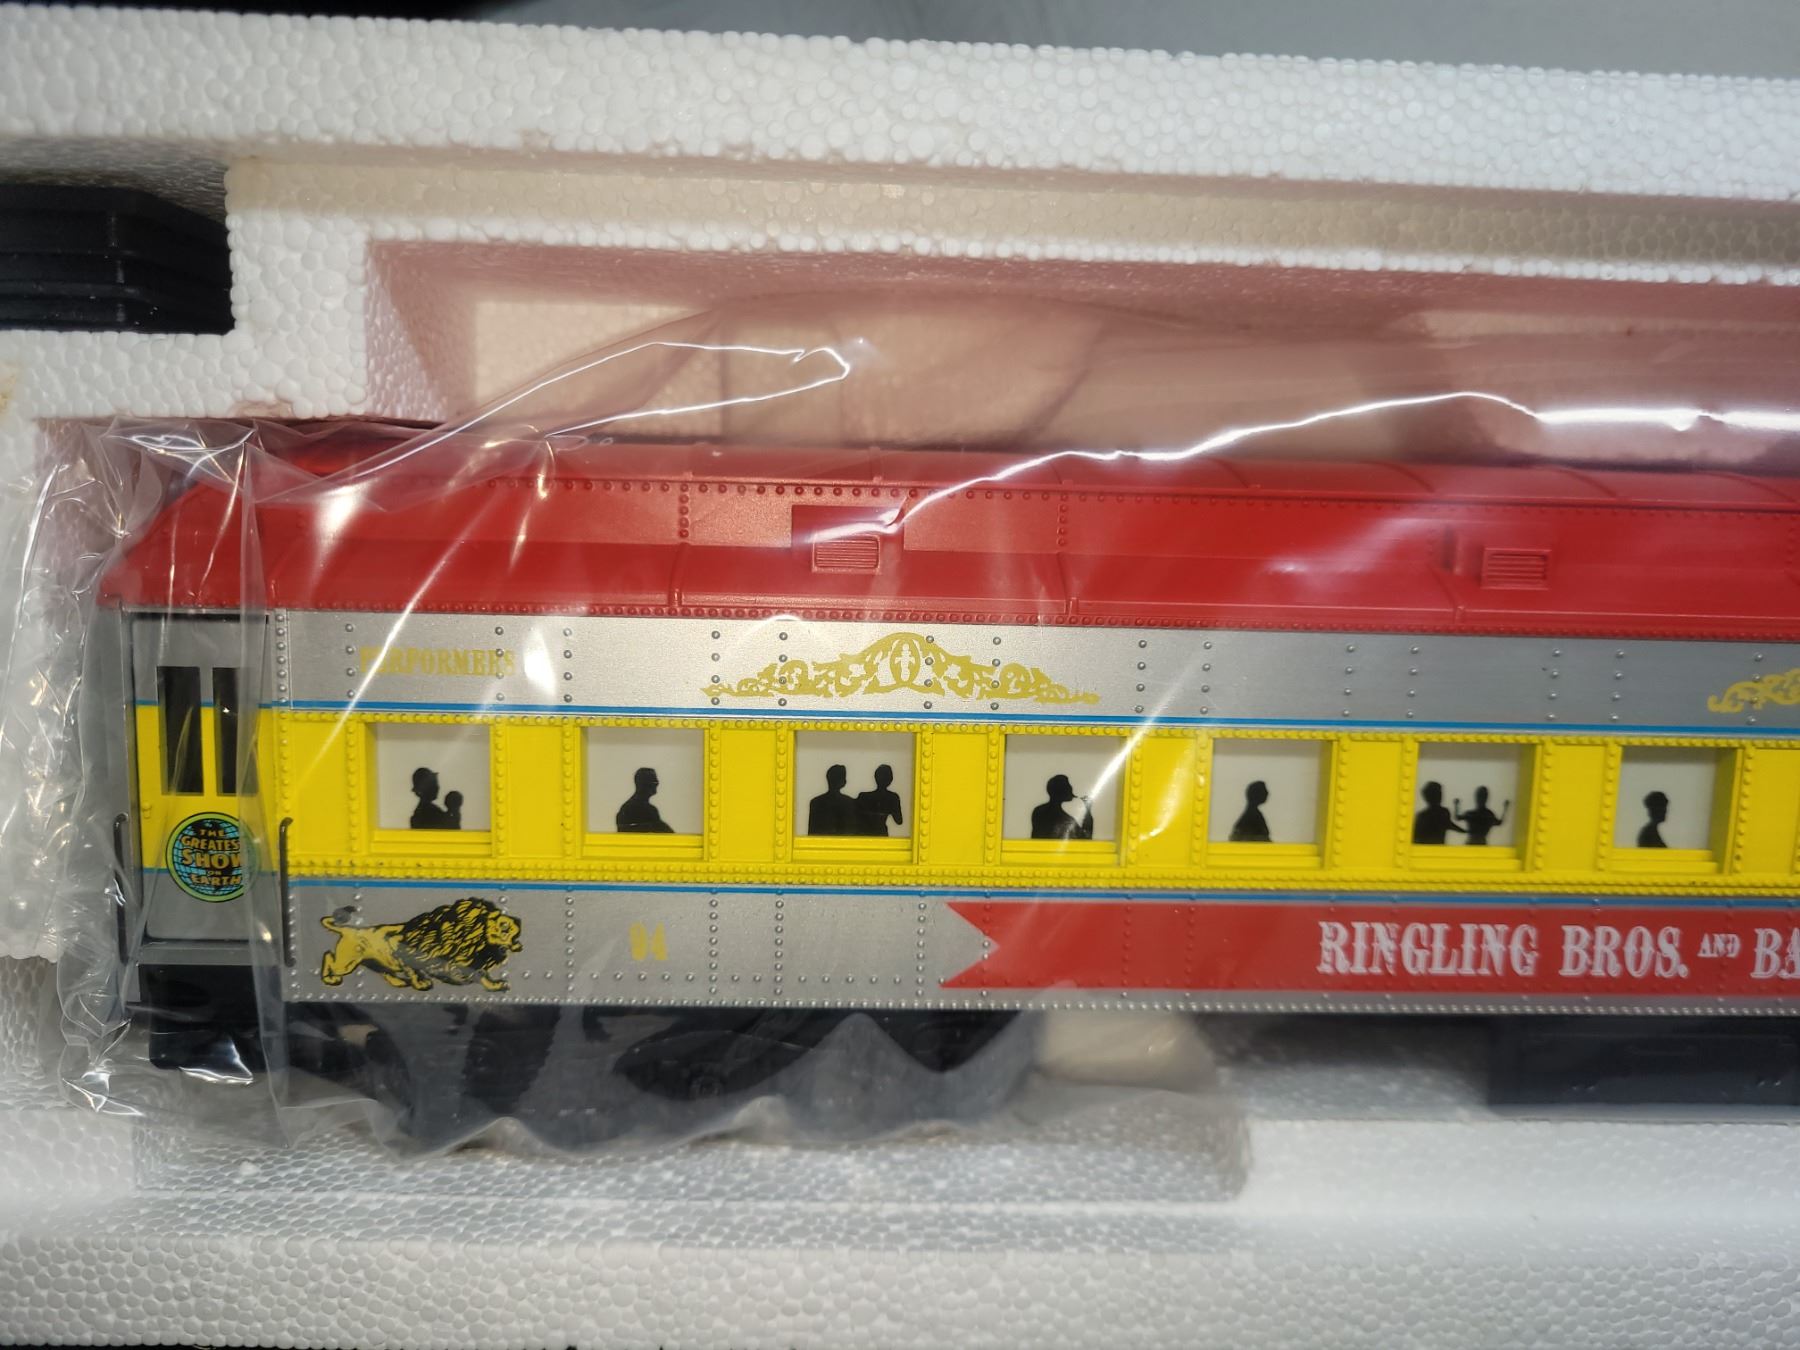 PERFORMERS
THE
GREATEST
SHOW
ON
EARTH
94
RINGLING BROS. AND BA